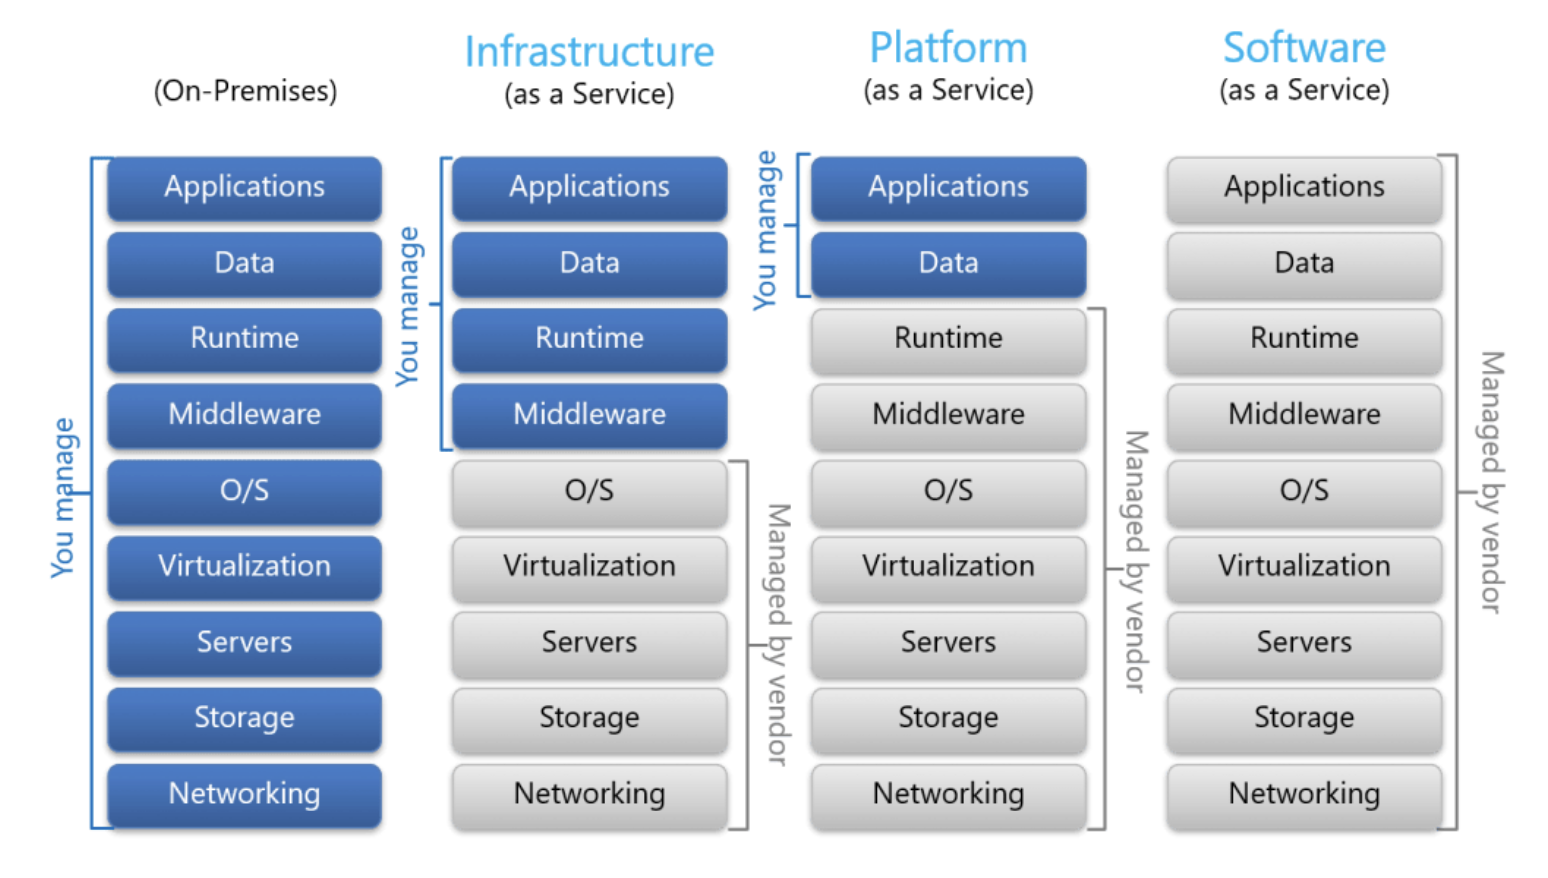 (On-Premises)
You manage
Applications
Data
Runtime
Middleware
O/S
Virtualization
Servers
Storage
Networking
Infrastructure
(as a Service)
You manage
Applications
Data
Runtime
Middleware
O/S
Virtualization
Servers
Storage
Networking
Managed by vendor
Platform
(as a Service)
You manage
Applications
Data
Runtime
Middleware
O/S
Virtualization
Servers
Storage
Networking
Managed by vendor
Software
(as a Service)
Applications
Data
Runtime
Middleware
O/S
Virtualization
Servers
Storage
Networking
Managed by vendor